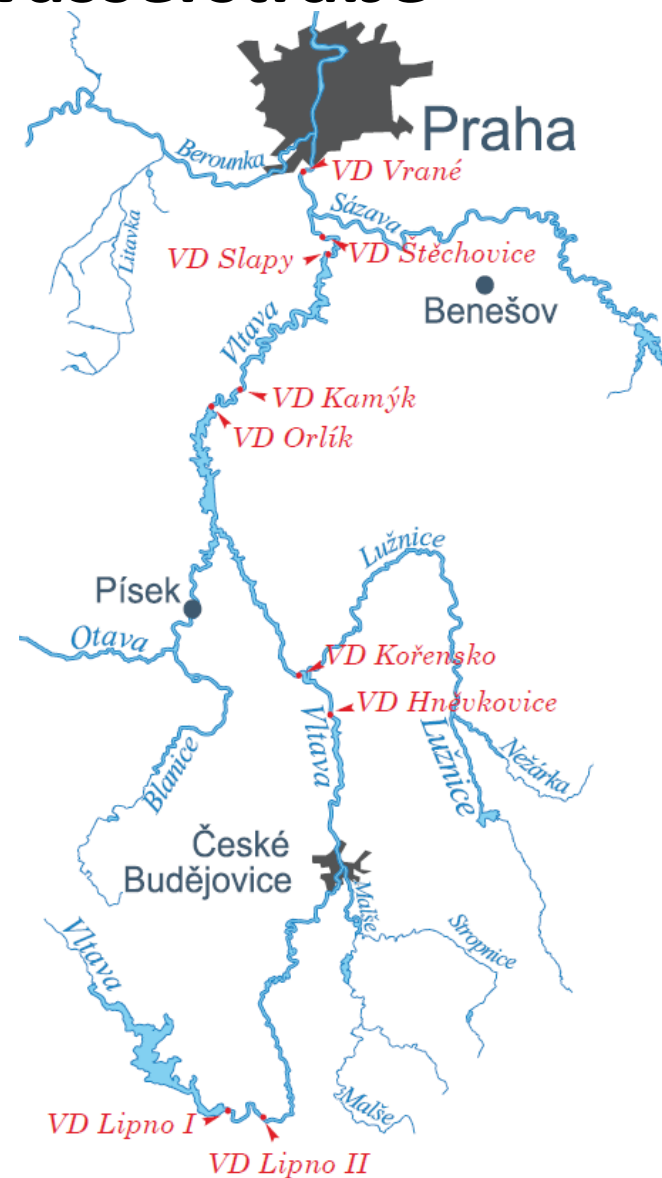 Praha
Berounka
VD Vrané
Sázava
Litavka
VD Slapy
VD Štěchovice
Benešov
Vltava
VD Kamýk
VD Orlík
Lužnice
Písek
Otava
VD Kořensko
VD Hněvkovice
Vltava
Lužnice
Nežárka
Blanice
České
Budějovice
Malše
Stropnice
Vltava
Malše
VD Lipno I
VD Lipno II